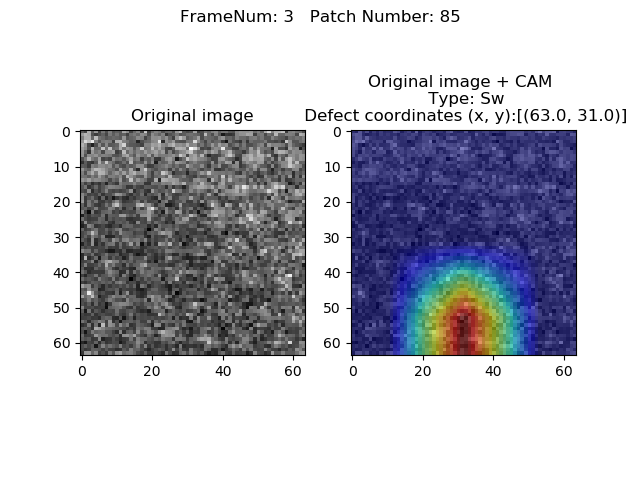 FrameNum: 3   Patch Number: 85
Original image
Original image + CAM
Type: Sw
Defect coordinates (x, y):[(63.0, 31.0)]
0
10
20
30
40
50
60
0 20 40 60
0
10
20
30
40
50
60
0 20 40 60